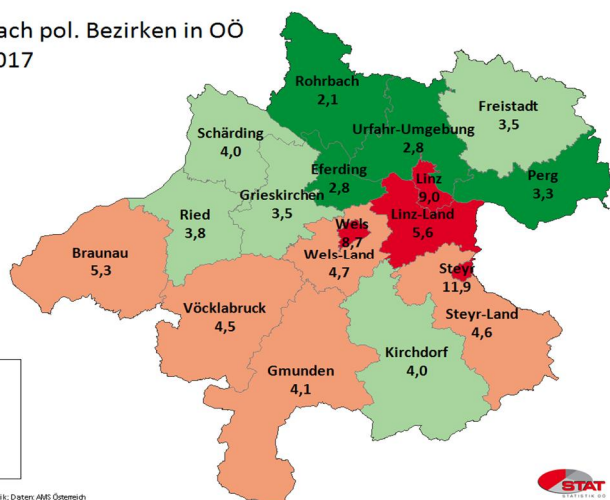 ach pol. Bezirken in OÖ
017
Rohrbach
2,1
Freistadt
3,5
Urfahr-Umgebung
2,8
Schärding
4,0
Eferding
2,8
Linz
9,0
Perg
3,3
Grieskirchen
3,5
Ried
3,8
Wels
8,7
Linz-Land
5,6
Wels-Land
4,7
Braunau
5,3
Steyr
11,9
Vöcklabruck
4,5
Steyr-Land
4,6
Kirchdorf
4,0
Gmunden
4,1
ik; Daten: AMS Österreich
STAT
STATISTIK OÖ